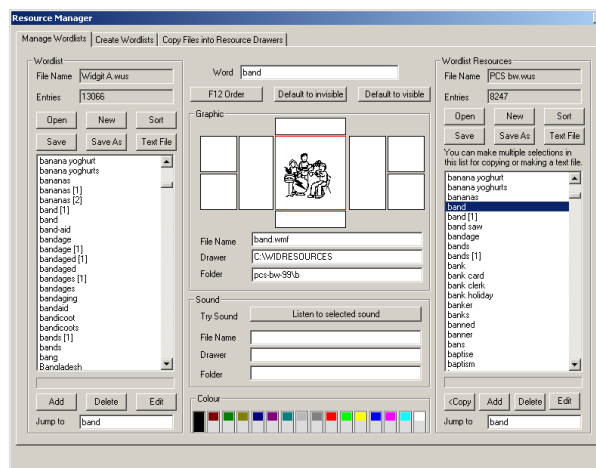 Resource Manager
Manage Wordlists Create Wordlists Copy Files into Resource Drawers
Wordlist
File Name Widgit A.wus
Entries 13066
Open New Sort
Save Save As Text File
banana yoghurt
banana yoghurts
bananas
bananas [1]
bananas [2]
band [1]
band
band-aid
bandage
bandage [1]
bandaged [1]
bandaged
bandages [1]
bandages
bandaging
bandaid
bandicoot
bandicoots
bands [1]
bands
bang
Bangladesh
Add Delete Edit
Jump to band
Word band
F12 Order Default to invisible Default to visible
Graphic
File Name band.wmf
Drawer C:\WIDRESOURCES
Folder pcs-bw-99\b
Sound
Try Sound Listen to selected sound
File Name
Drawer
Folder
Colour
Wordlist Resources
File Name PCS bw.wus
Entries 8247
Open New Sort
Save Save As Text File
You can make multiple selections in
this list for copying or making a text file.
banana yogurt
banana yoghurts
bananas
band
band [1]
band saw
bandage
bands
bands [1]
bank
bank card
bank clerk
bank holiday
banker
banks
banned
banner
bans
baptise
baptism
<Copy Add Delete Edit
Jump to band